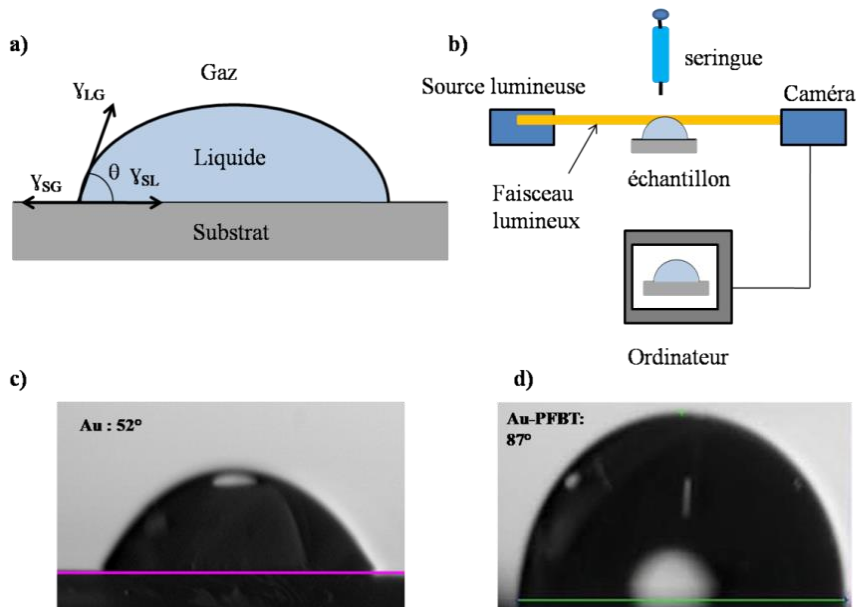 a)
Gaz
γLG
Liquide
θ
γSL
γSG
Substrat
b)
seringue
Source lumineuse
Caméra
échantillon
Faisceau
lumineux
Ordinateur
c)
Au : 52°
d)
Au-PFBT:
87°